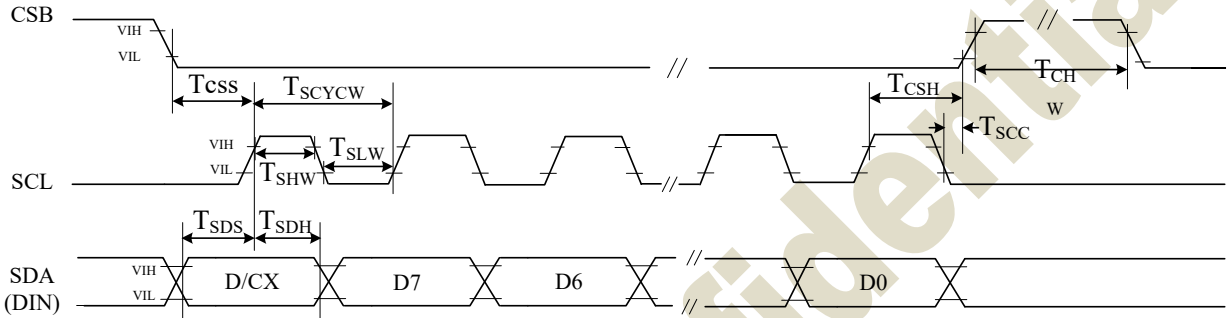 CSB
VIH
VIL
Tcss
TSCYCW
TCSH
TCH
W
TSCC
SCL
VIH
VIL
TSHW
TSLW
TSDS
TSDH
SDA
(DIN)
VIH
VIL
D/CX
D7
D6
D0
fidential